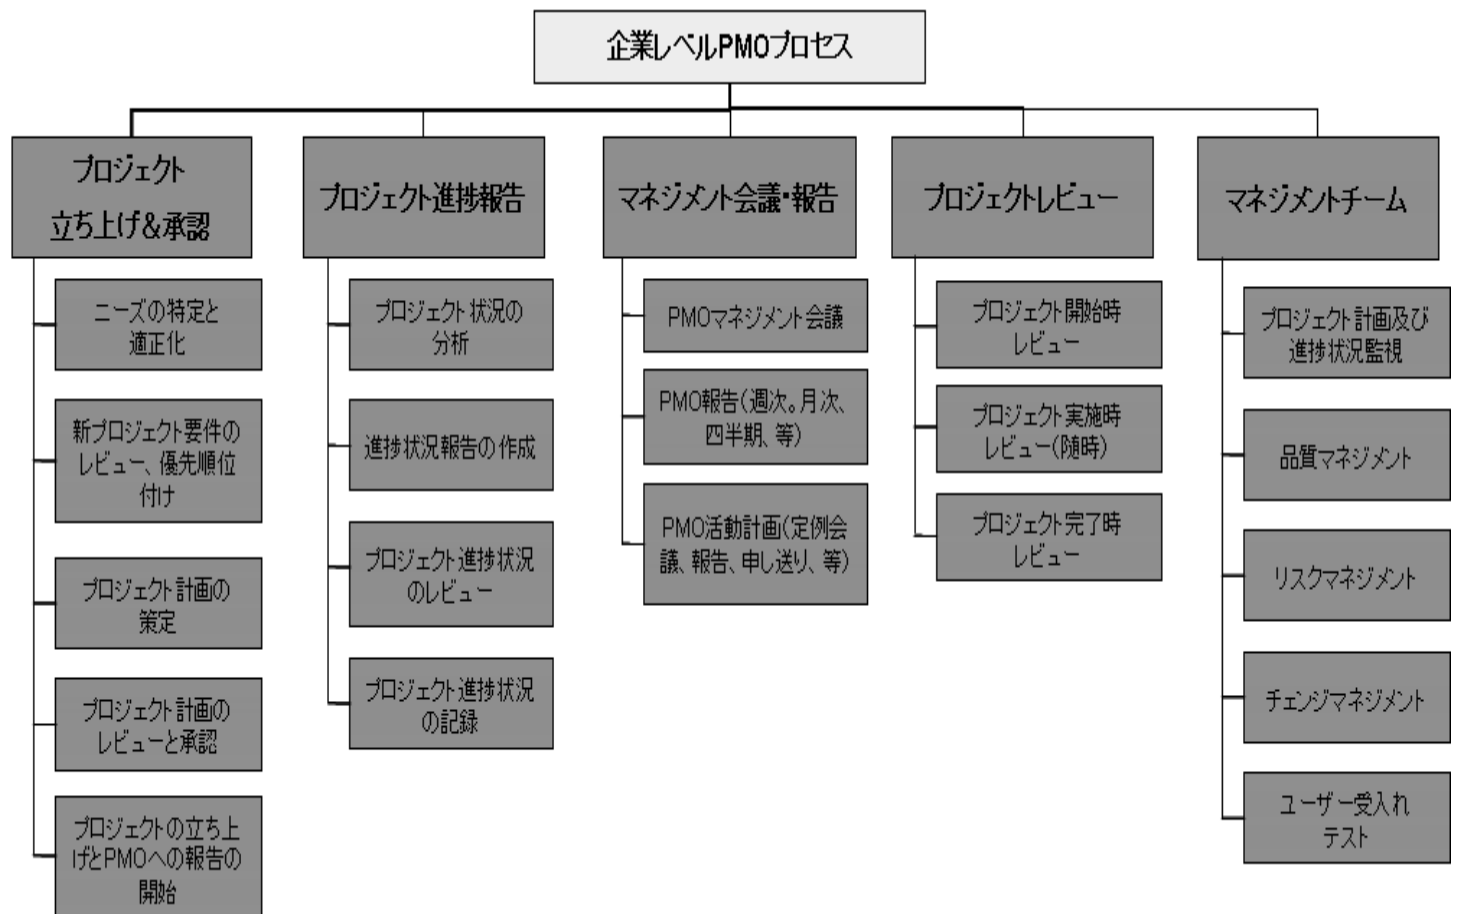 企業レベルPMOプロセス
プロジェクト
立ち上げ&承認
ニーズの特定と
適正化
新プロジェクト要件の
レビュー、優先順位
付け
プロジェクト計画の
策定
プロジェクト計画の
レビューと承認
プロジェクトの立ち上
げとPMOへの報告の
開始
プロジェクト進捗報告
プロジェクト状況の
分析
進捗状況報告の作成
プロジェクト進捗状況
のレビュー
プロジェクト進捗状況
の記録
マネジメント会議・報告
PMOマネジメント会議
PMO報告(週次。月次、
四半期、等)
PMO活動計画(定例会
議、報告、申し送り、等)
プロジェクトレビュー
プロジェクト開始時
レビュー
プロジェクト実施時
レビュー(随時)
プロジェクト完了時
レビュー
マネジメントチーム
プロジェクト計画及び
進捗状況監視
品質マネジメント
リスクマネジメント
チェンジマネジメント
ユーザー受入れ
テスト